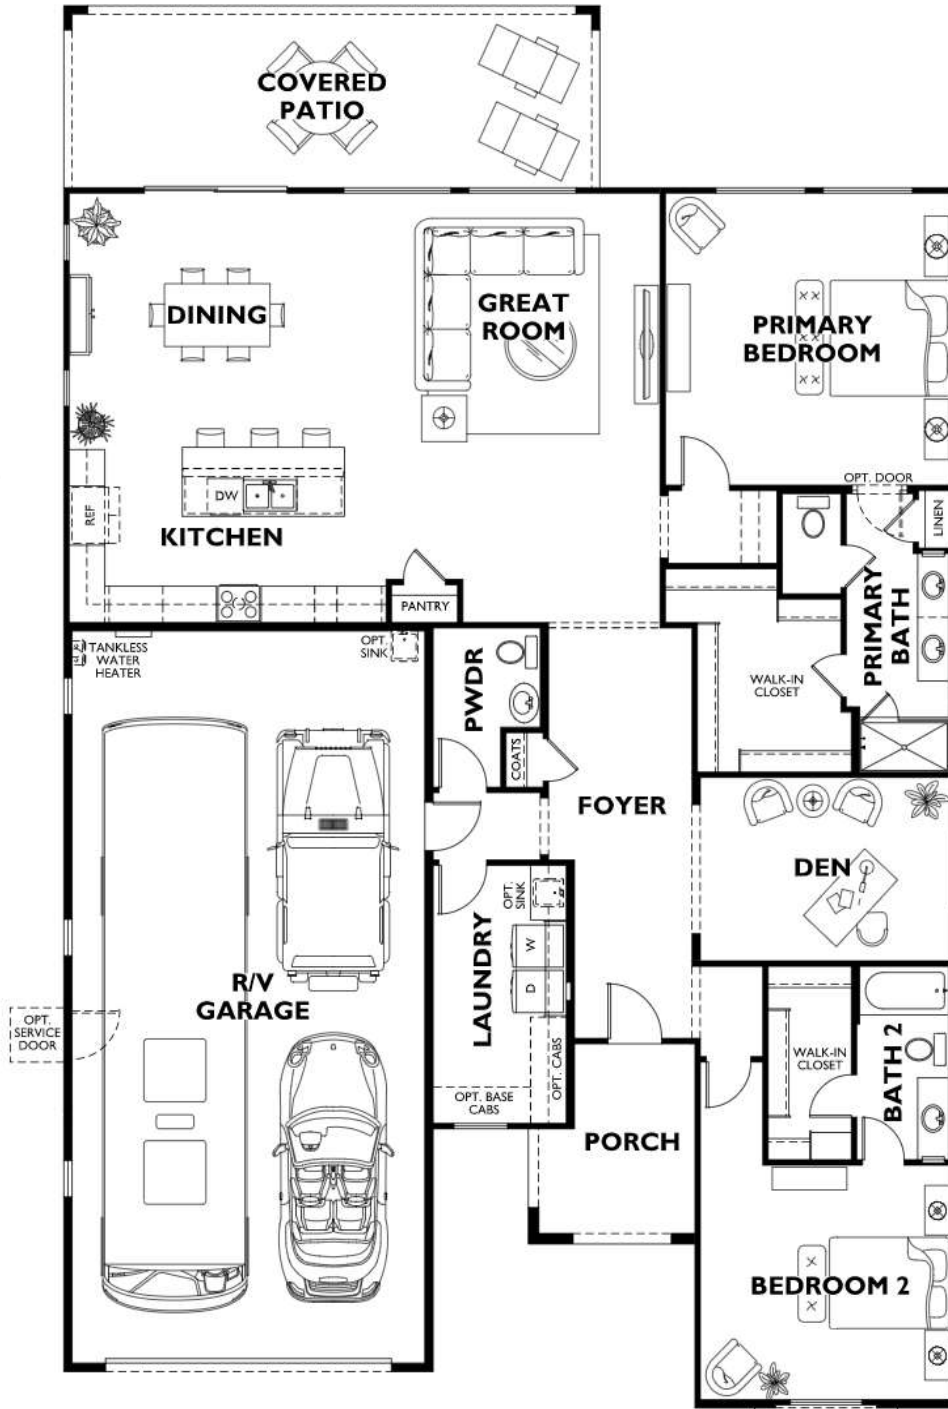 COVERED
PATIO
DINING
GREAT
ROOM
PRIMARY
BEDROOM
DW
REF
KITCHEN
OPT. DOOR
LINEN
PANTRY
PRIMARY
BATH
WALK-IN
CLOSET
TANKLESS
WATER
HEATER
OPT.
SINK
PWDR
COATS
FOYER
DEN
OPT.
SINK
W
D
LAUNDRY
R/V
GARAGE
OPT.
SERVICE
DOOR
OPT. BASE
CABS
OPT. CABS
WALK-IN
CLOSET
BATH 2
PORCH
BEDROOM 2